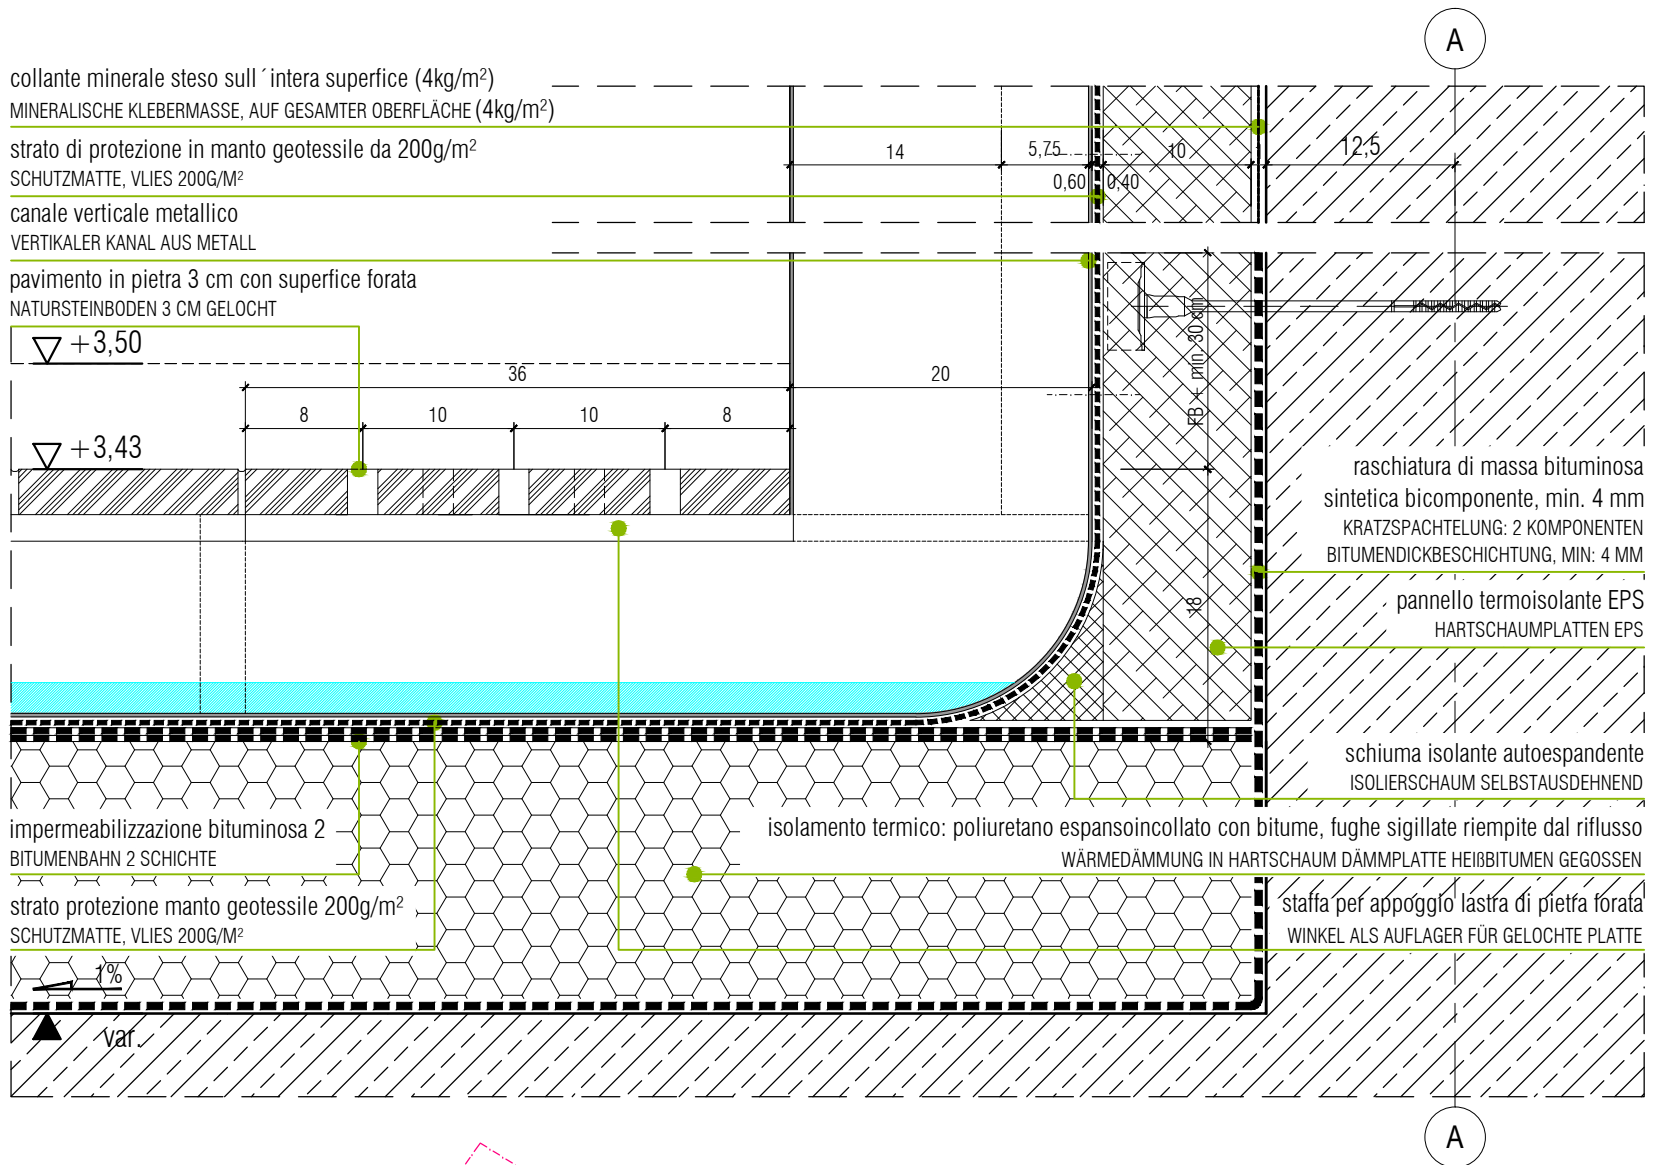 A
collante minerale steso sull´intera superfice (4kg/m²)
MINERALISCHE KLEBERMASSE, AUF GESAMTER OBERFLÄCHE (4kg/m²)
strato di protezione in manto geotessile da 200g/m²
SCHUTZMATTE, VLIES 200G/M²
canale verticale metallico
VERTIKALER KANAL AUS METALL
pavimento in pietra 3 cm con superfice forata
NATURSTEINBODEN 3 CM GELOCHT
14
5,75
10
12,5
0,60
0,40
+3,50
36
20
8
10
10
8
+3,43
FB + min. 30 cm
18
raschiatura di massa bituminosa
sintetica bicomponente, min. 4 mm
KRATZSPACHTELUNG: 2 KOMPONENTEN
BITUMENDICKBESCHICHTUNG, MIN: 4 MM
pannello termoisolante EPS
HARTSCHAUMPLATTEN EPS
schiuma isolante autoespandente
ISOLIERSCHAUM SELBSTAUSDEHNEND
impermeabilizzazione bituminosa 2
BITUMENBAHN 2 SCHICHTE
isolamento termico: poliuretano espansoincollato con bitume, fughe sigillate riempite dal riflusso
WÄRMEDÄMMUNG IN HARTSCHAUM DÄMMPLATTE HEIßBITUMEN GEGOSSEN
strato protezione manto geotessile 200g/m²
SCHUTZMATTE, VLIES 200G/M²
staffa per appoggio lastra di pietra forata
WINKEL ALS AUFLAGER FÜR GELOCHTE PLATTE
1%
var.
A